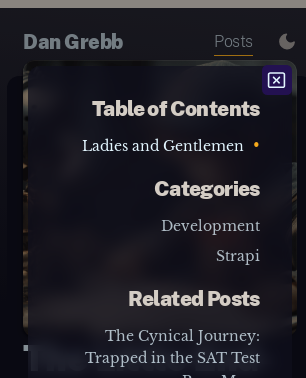 Dan Grebb
Posts
Table of Contents
Ladies and Gentlemen
Categories
Development
Strapi
Related Posts
The Cynical Journey:
Trapped in the SAT Test